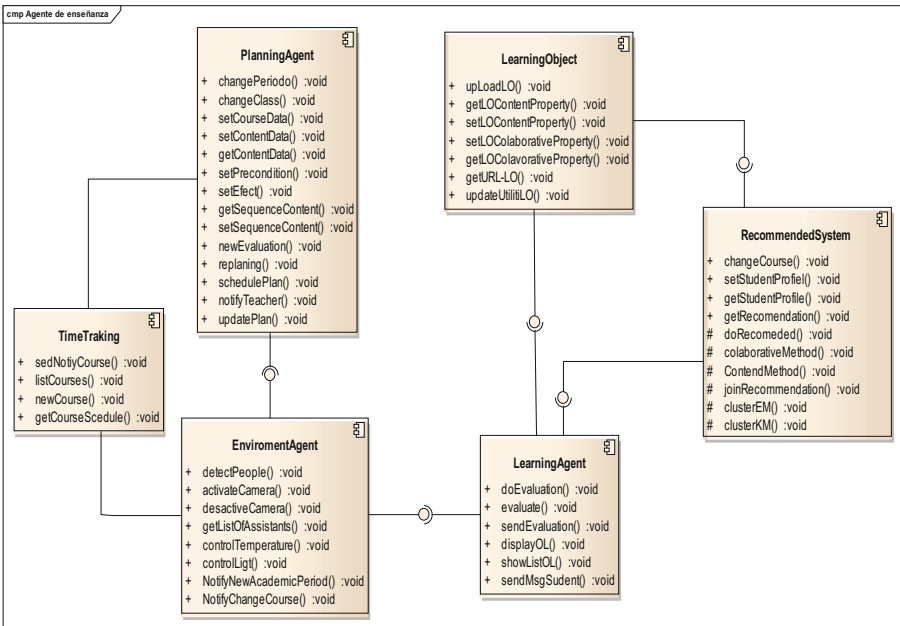 cmp Agente de enseñanza
PlanningAgent
+ changePeriodo() :void
+ changeClass() :void
+ setCourseData() :void
+ setContentData() :void
+ getContentData() :void
+ setPrecondition() :void
+ setEfect() :void
+ getSequenceContent() :void
+ setSequenceContent() :void
+ newEvaluation() :void
+ replaning() :void
+ schedulePlan() :void
+ notifyTeacher() :void
+ updatePlan() :void
LearningObject
+ upLoadLO() :void
+ getLOContentProperty() :void
+ setLOContentProperty() :void
+ setLOColaborativeProperty() :void
+ getLOColavorativeProperty() :void
+ getURL-LO() :void
+ updateUtilitiLO() :void
RecommendedSystem
+ changeCourse() :void
+ setStudentProfiel() :void
+ getStudentProfile() :void
+ getRecomendation() :void
# doRecomeded() :void
# colaborativeMethod() :void
# ContendMethod() :void
# joinRecommendation() :void
# clusterEM() :void
# clusterKM() :void
TimeTraking
+ sedNotiyCourse() :void
+ listCourses() :void
+ newCourse() :void
+ getCourseScedule() :void
EnviromentAgent
+ detectPeople() :void
+ activateCamera() :void
+ desactiveCamera() :void
+ getListOfAssistants() :void
+ controlTemperature() :void
+ controlLigt() :void
+ NotifyNewAcademicPeriod() :void
+ NotifyChangeCourse() :void
LearningAgent
+ doEvaluation() :void
+ evaluate() :void
+ sendEvaluation() :void
+ displayOL() :void
+ showListOL() :void
+ sendMsgSudent() :void